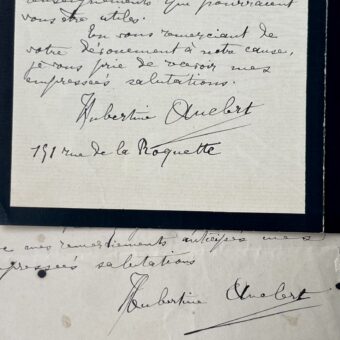 renseignements qui pourraient
vous être utiles.
En vous remerciant de
votre dévouement à notre cause,
je vous prie de recevoir mes
empressées salutations.
Hubertine Auclert
151 rue de la Roquette
mes remerciements anticipés mes
empressées salutations
Hubertine Auclert